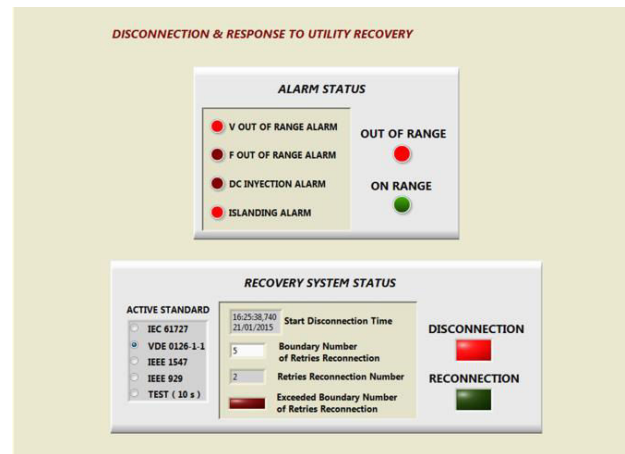 DISCONNECTION & RESPONSE TO UTILITY RECOVERY
ALARM STATUS
V OUT OF RANGE ALARM
F OUT OF RANGE ALARM
DC INYECTION ALARM
ISLANDING ALARM
OUT OF RANGE
ON RANGE
RECOVERY SYSTEM STATUS
ACTIVE STANDARD
IEC 61727
VDE 0126-1-1
IEEE 1547
IEEE 929
TEST ( 10 s )
16:25:38,740
21/01/2015
Start Disconnection Time
5
Boundary Number
of Retries Reconnection
2
Retries Reconnection Number
Exceeded Boundary Number
of Retries Reconnection
DISCONNECTION
RECONNECTION